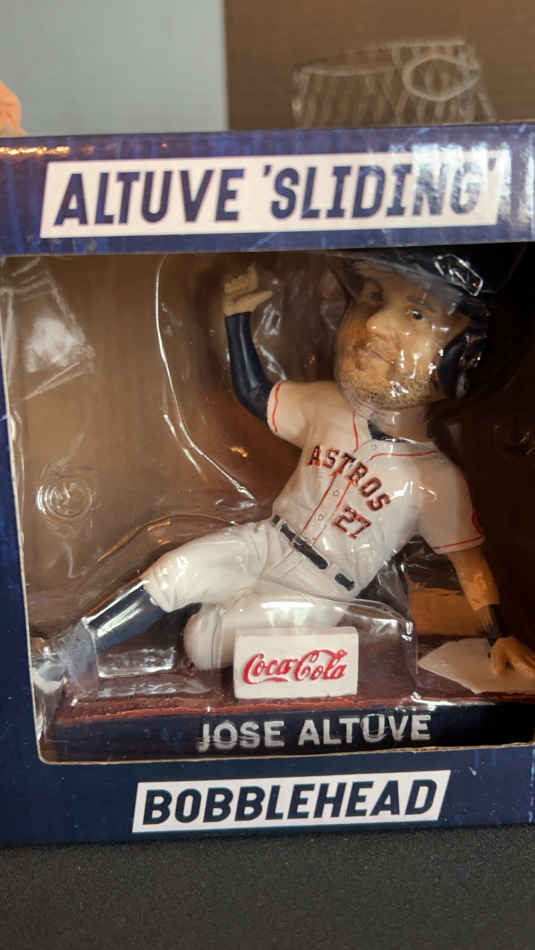 ALTUVE 'SLIDING'
ASTROS
27
Coca-Cola
JOSE ALTUVE
BOBBLEHEAD